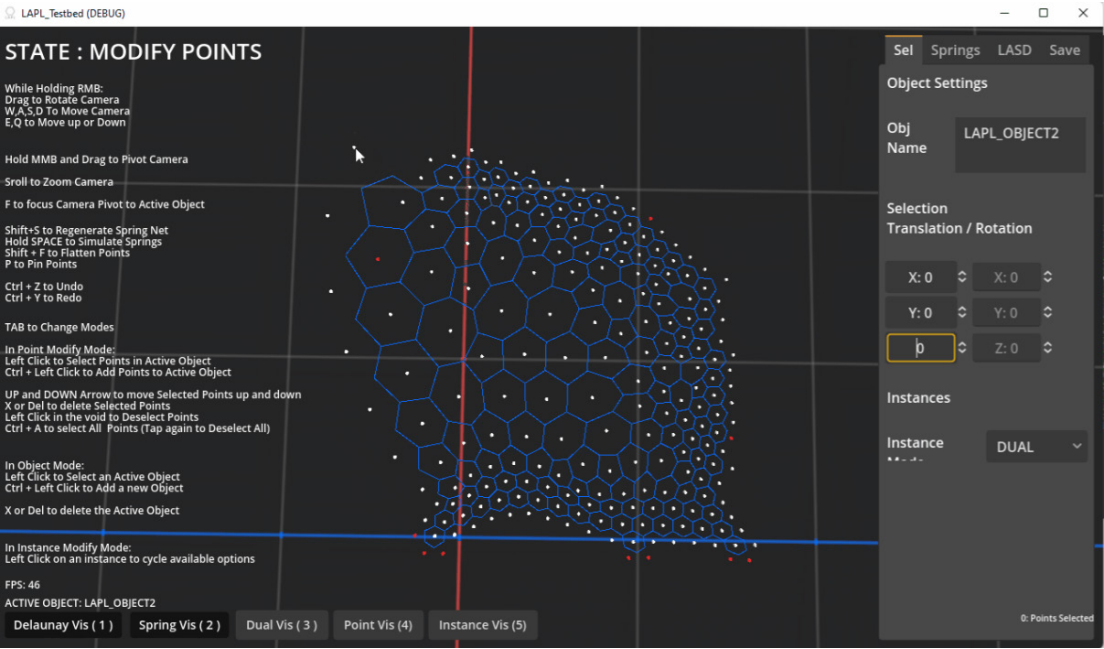 LAPL_Testbed (DEBUG)
STATE : MODIFY POINTS
While Holding RMB:
Drag to Rotate Camera
W,A,S,D To Move Camera
E,Q to Move up or Down
Hold MMB and Drag to Pivot Camera
Sroll to Zoom Camera
F to focus Camera Pivot to Active Object
Shift+S to Regenerate Spring Net
Hold SPACE to Simulate Springs
Shift + F to Flatten Points
P to Pin Points
Ctrl + Z to Undo
Ctrl + Y to Redo
TAB to Change Modes
In Point Modify Mode:
Left Click to Select Points in Active Object
Ctrl + Left Click to Add Points to Active Object
UP and DOWN Arrow to move Selected Points up and down
X or Del to delete Selected Points
Left Click in the void to Deselect Points
Ctrl + A to select All Points (Tap again to Deselect All)
In Object Mode:
Left Click to Select an Active Object
Ctrl + Left Click to Add a new Object
X or Del to delete the Active Object
In Instance Modify Mode:
Left Click on an instance to cycle available options
FPS: 46
ACTIVE OBJECT: LAPL_OBJECT2
Delaunay Vis ( 1 ) Spring Vis ( 2 ) Dual Vis ( 3 ) Point Vis (4) Instance Vis (5)
Sel Springs LASD Save
Object Settings
Obj
Name
LAPL_OBJECT2
Selection
Translation / Rotation
X: 0 X: 0
Y: 0 Y: 0
0 Z: 0
Instances
Instance
DUAL
0: Points Selected